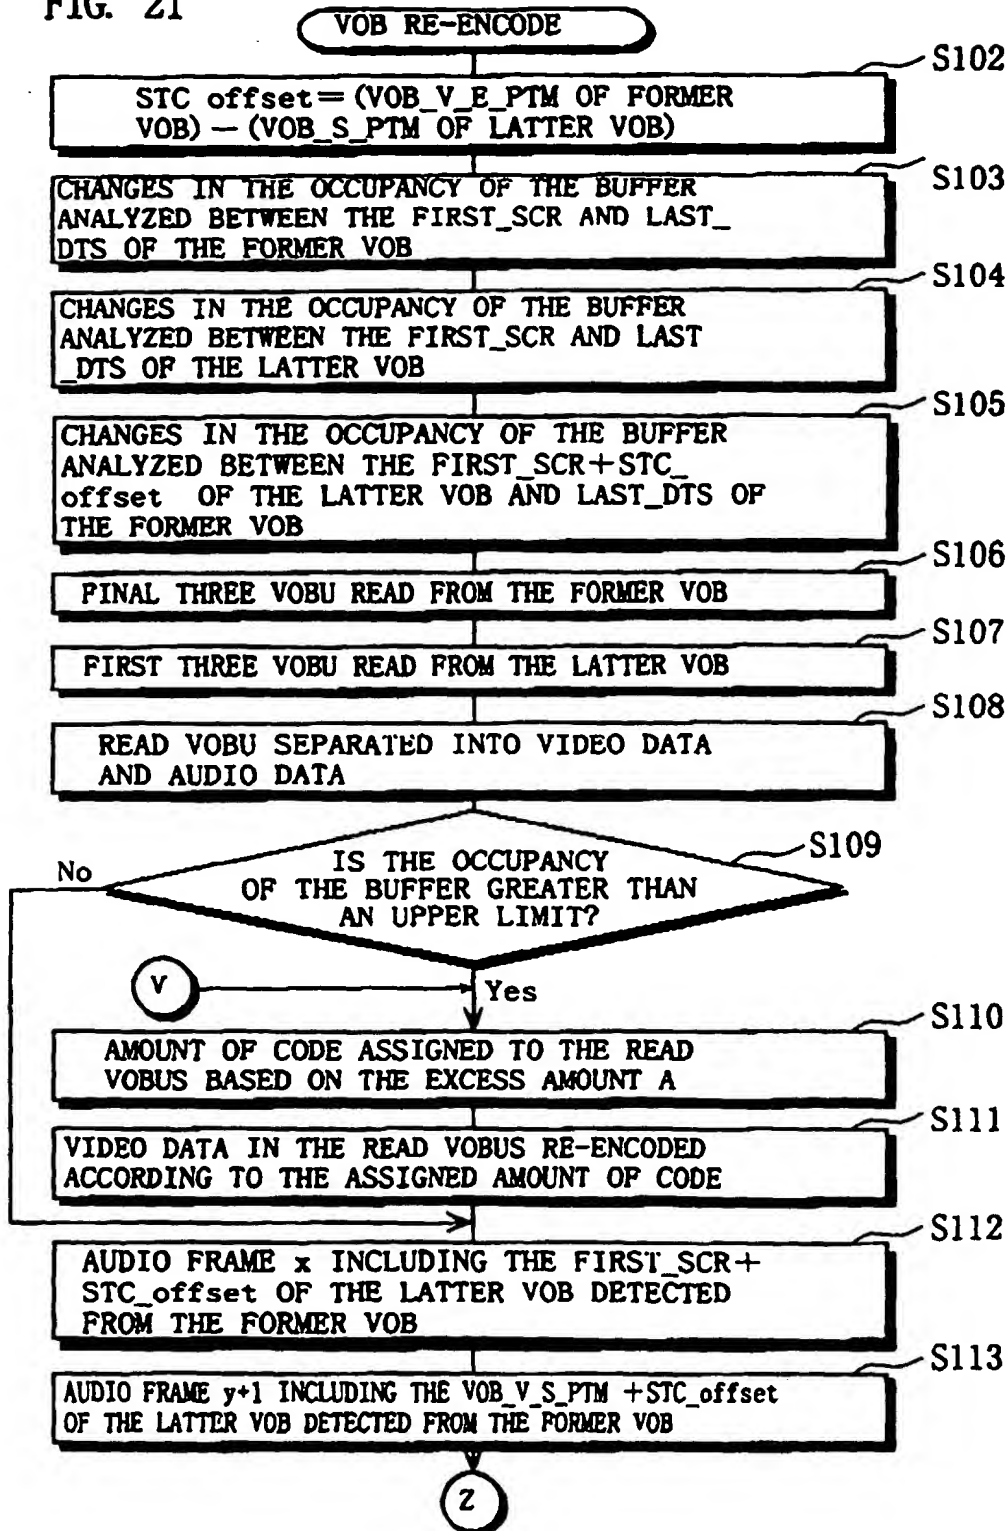 FIG. 21
VOB RE-ENCODE
S102
STC offset=(VOB_V_E_PTM OF FORMER
VOB)-(VOB_S_PTM OF LATTER VOB)
S103
CHANGES IN THE OCCUPANCY OF THE BUFFER
ANALYZED BETWEEN THE FIRST_SCR AND LAST_
DTS OF THE FORMER VOB
S104
CHANGES IN THE OCCUPANCY OF THE BUFFER
ANALYZED BETWEEN THE FIRST_SCR AND LAST
_DTS OF THE LATTER VOB
S105
CHANGES IN THE OCCUPANCY OF THE BUFFER
ANALYZED BETWEEN THE FIRST_SCR+STC_
offset OF THE LATTER VOB AND LAST_DTS OF
THE FORMER VOB
S106
FINAL THREE VOBU READ FROM THE FORMER VOB
S107
FIRST THREE VOBU READ FROM THE LATTER VOB
S108
READ VOBU SEPARATED INTO VIDEO DATA
AND AUDIO DATA
S109
No
IS THE OCCUPANCY
OF THE BUFFER GREATER THAN
AN UPPER LIMIT?
V
Yes
S110
AMOUNT OF CODE ASSIGNED TO THE READ
VOBUS BASED ON THE EXCESS AMOUNT A
S111
VIDEO DATA IN THE READ VOBUS RE-ENCODED
ACCORDING TO THE ASSIGNED AMOUNT OF CODE
S112
AUDIO FRAME x INCLUDING THE FIRST_SCR+
STC_offset OF THE LATTER VOB DETECTED
FROM THE FORMER VOB
S113
AUDIO FRAME y+1 INCLUDING THE VOB_V_S_PTM +STC_offset
OF THE LATTER VOB DETECTED FROM THE FORMER VOB
Z